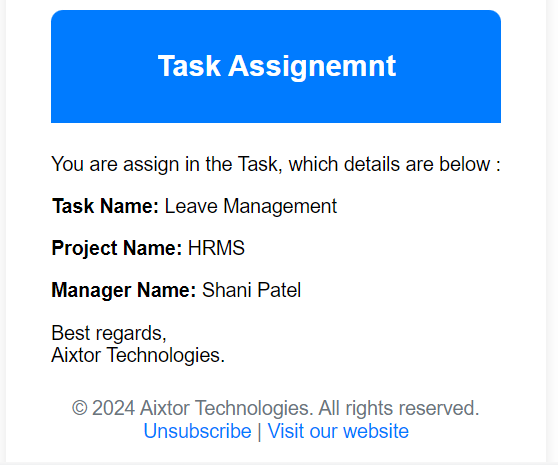 Task Assignemnt
You are assign in the Task, which details are below :
Task Name: Leave Management
Project Name: HRMS
Manager Name: Shani Patel
Best regards,
Aixtor Technologies.
© 2024 Aixtor Technologies. All rights reserved.
Unsubscribe | Visit our website